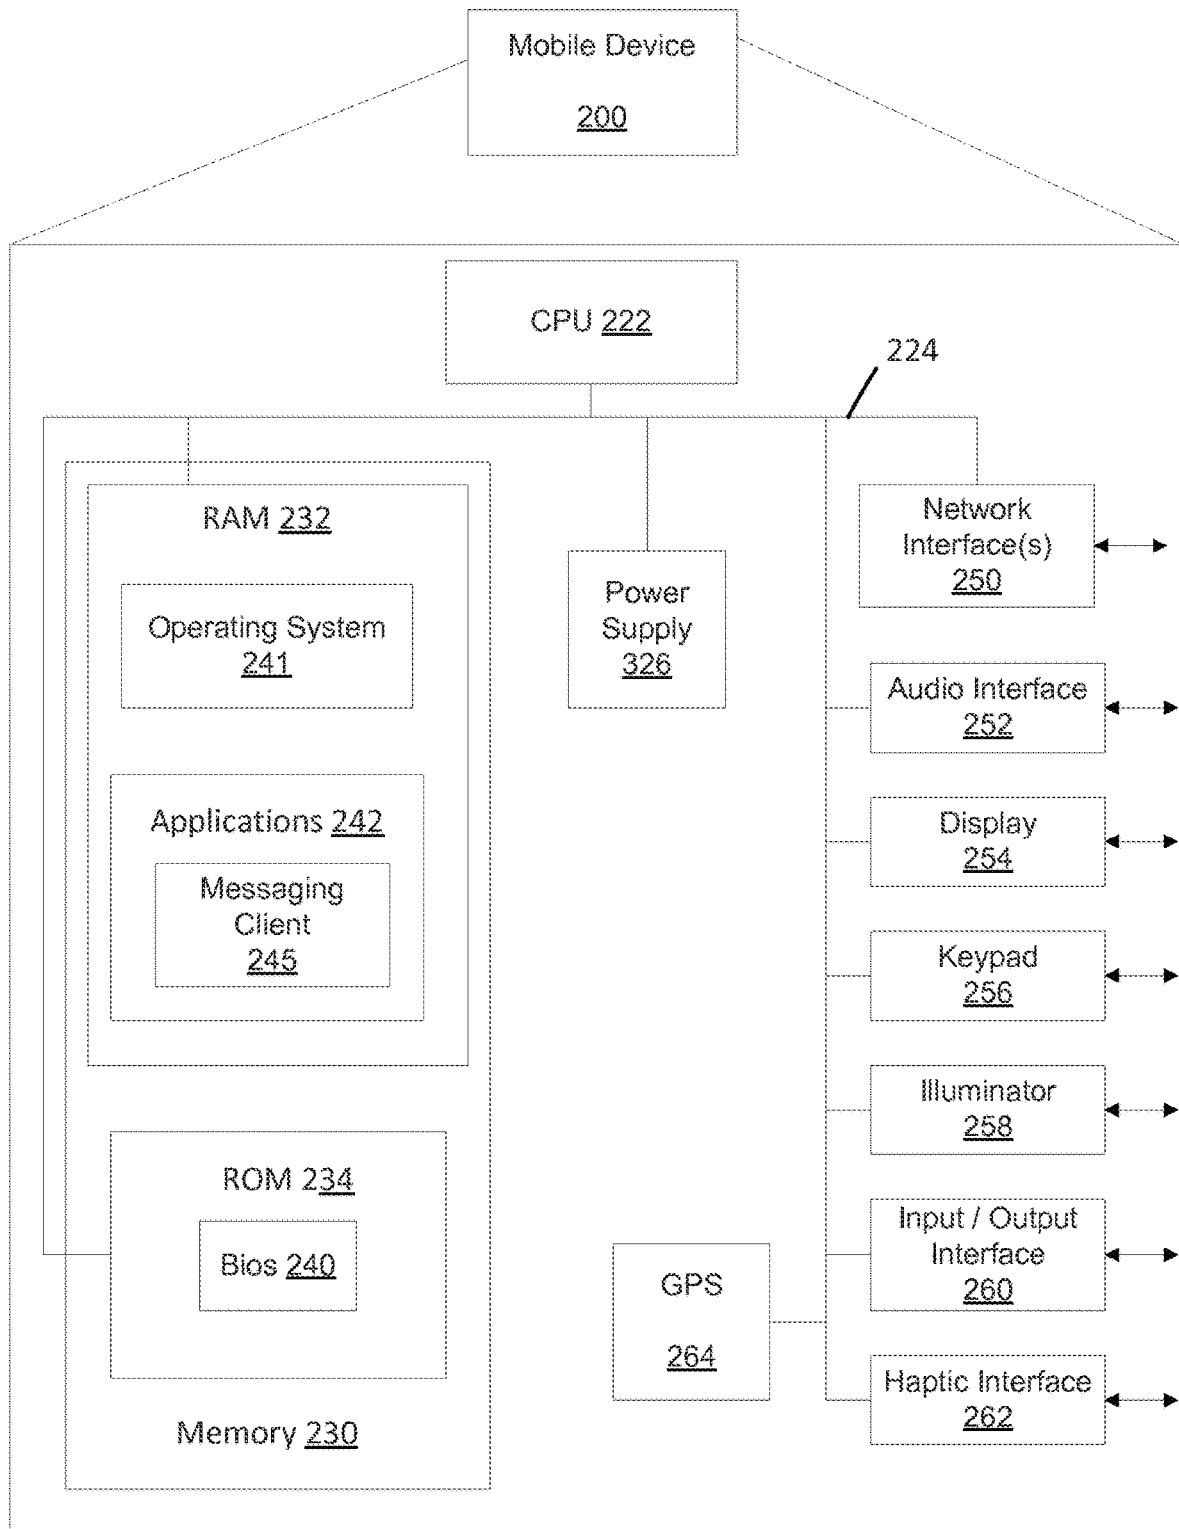 Mobile Device
200
CPU 222
224
RAM 232
Operating System
241
Applications 242
Messaging
Client
245
ROM 234
Bios 240
Memory 230
Power
Supply
326
GPS
264
Network
Interface(s)
250
Audio Interface
252
Display
254
Keypad
256
Illuminator
258
Input / Output
Interface
260
Haptic Interface
262